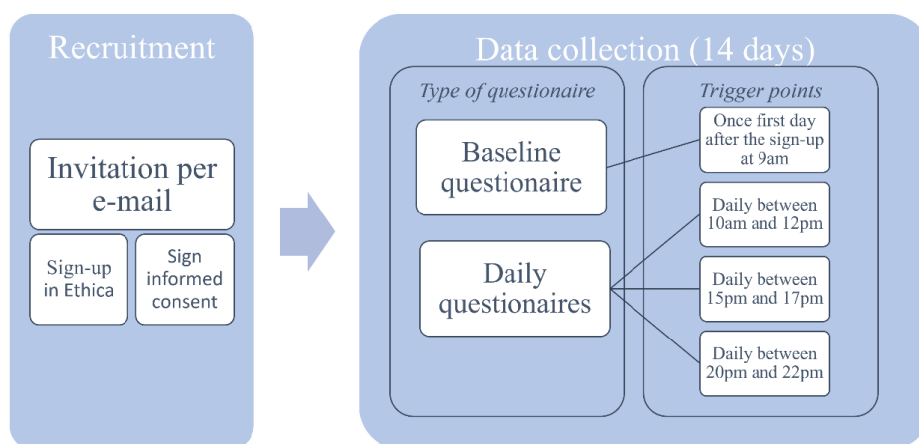 Recruitment
Invitation per
e-mail
Sign-up
in Ethica
Sign
informed
consent
Data collection (14 days)
Type of questionaire
Baseline
questionaire
Daily
questionaires
Trigger points
Once first day
after the sign-up
at 9am
Daily between
10am and 12pm
Daily between
15pm and 17pm
Daily between
20pm and 22pm